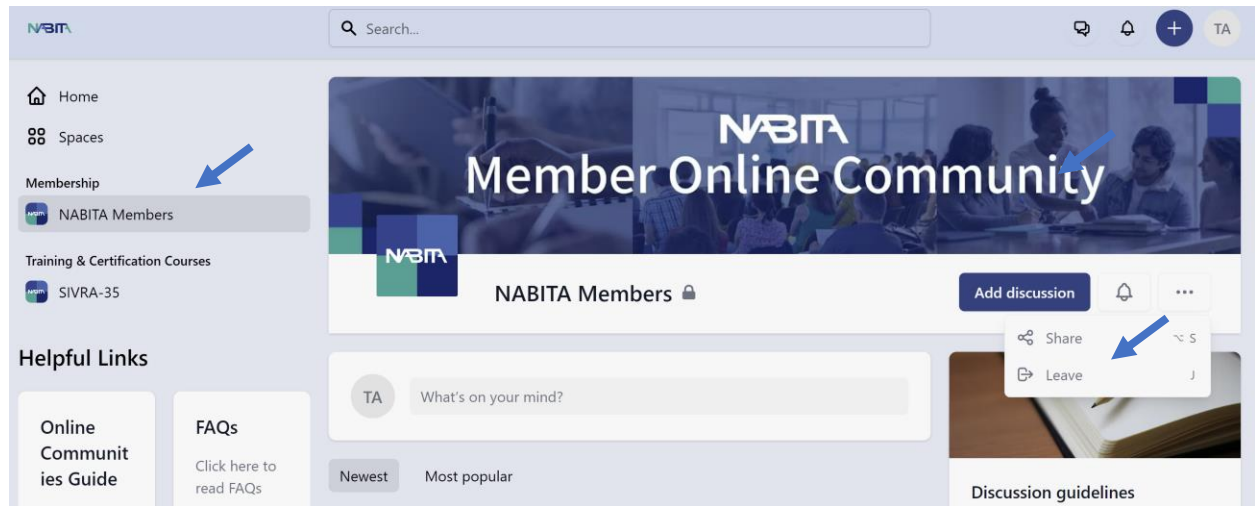 NABITA
Search...
TA
Home
Spaces
Membership
NABITA Members
Training & Certification Courses
SIVRA-35
Helpful Links
Online
Communit
ies Guide
FAQs
Click here to
read FAQs
NABITA
Member Online Community
NABITA
NABITA Members
Add discussion
Share ⌥ S
Leave J
TA
What's on your mind?
Newest
Most popular
Discussion guidelines